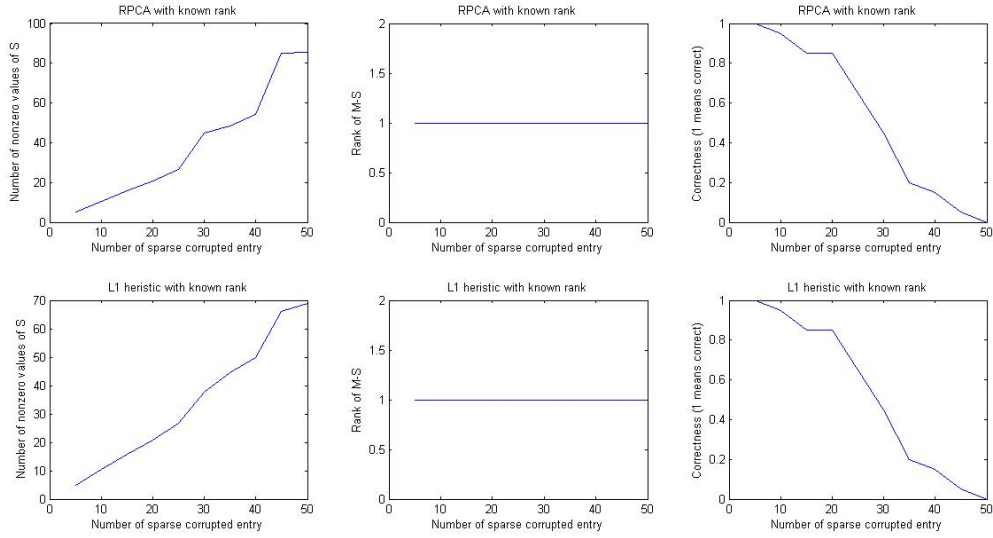 RPCA with known rank
Number of nonzero values of S
100
80
60
40
20
0
0 10 20 30 40 50
Number of sparse corrupted entry
RPCA with known rank
Rank of M-S
2
1.5
1
0.5
0
0 10 20 30 40 50
Number of sparse corrupted entry
RPCA with known rank
Correctness (1 means correct)
1
0.8
0.6
0.4
0.2
0
0 10 20 30 40 50
Number of sparse corrupted entry
L1 heristic with known rank
Number of nonzero values of S
70
60
50
40
30
20
10
0
0 10 20 30 40 50
Number of sparse corrupted entry
L1 heristic with known rank
Rank of M-S
2
1.5
1
0.5
0
0 10 20 30 40 50
Number of sparse corrupted entry
L1 heristic with known rank
Correctness (1 means correct)
1
0.8
0.6
0.4
0.2
0
0 10 20 30 40 50
Number of sparse corrupted entry